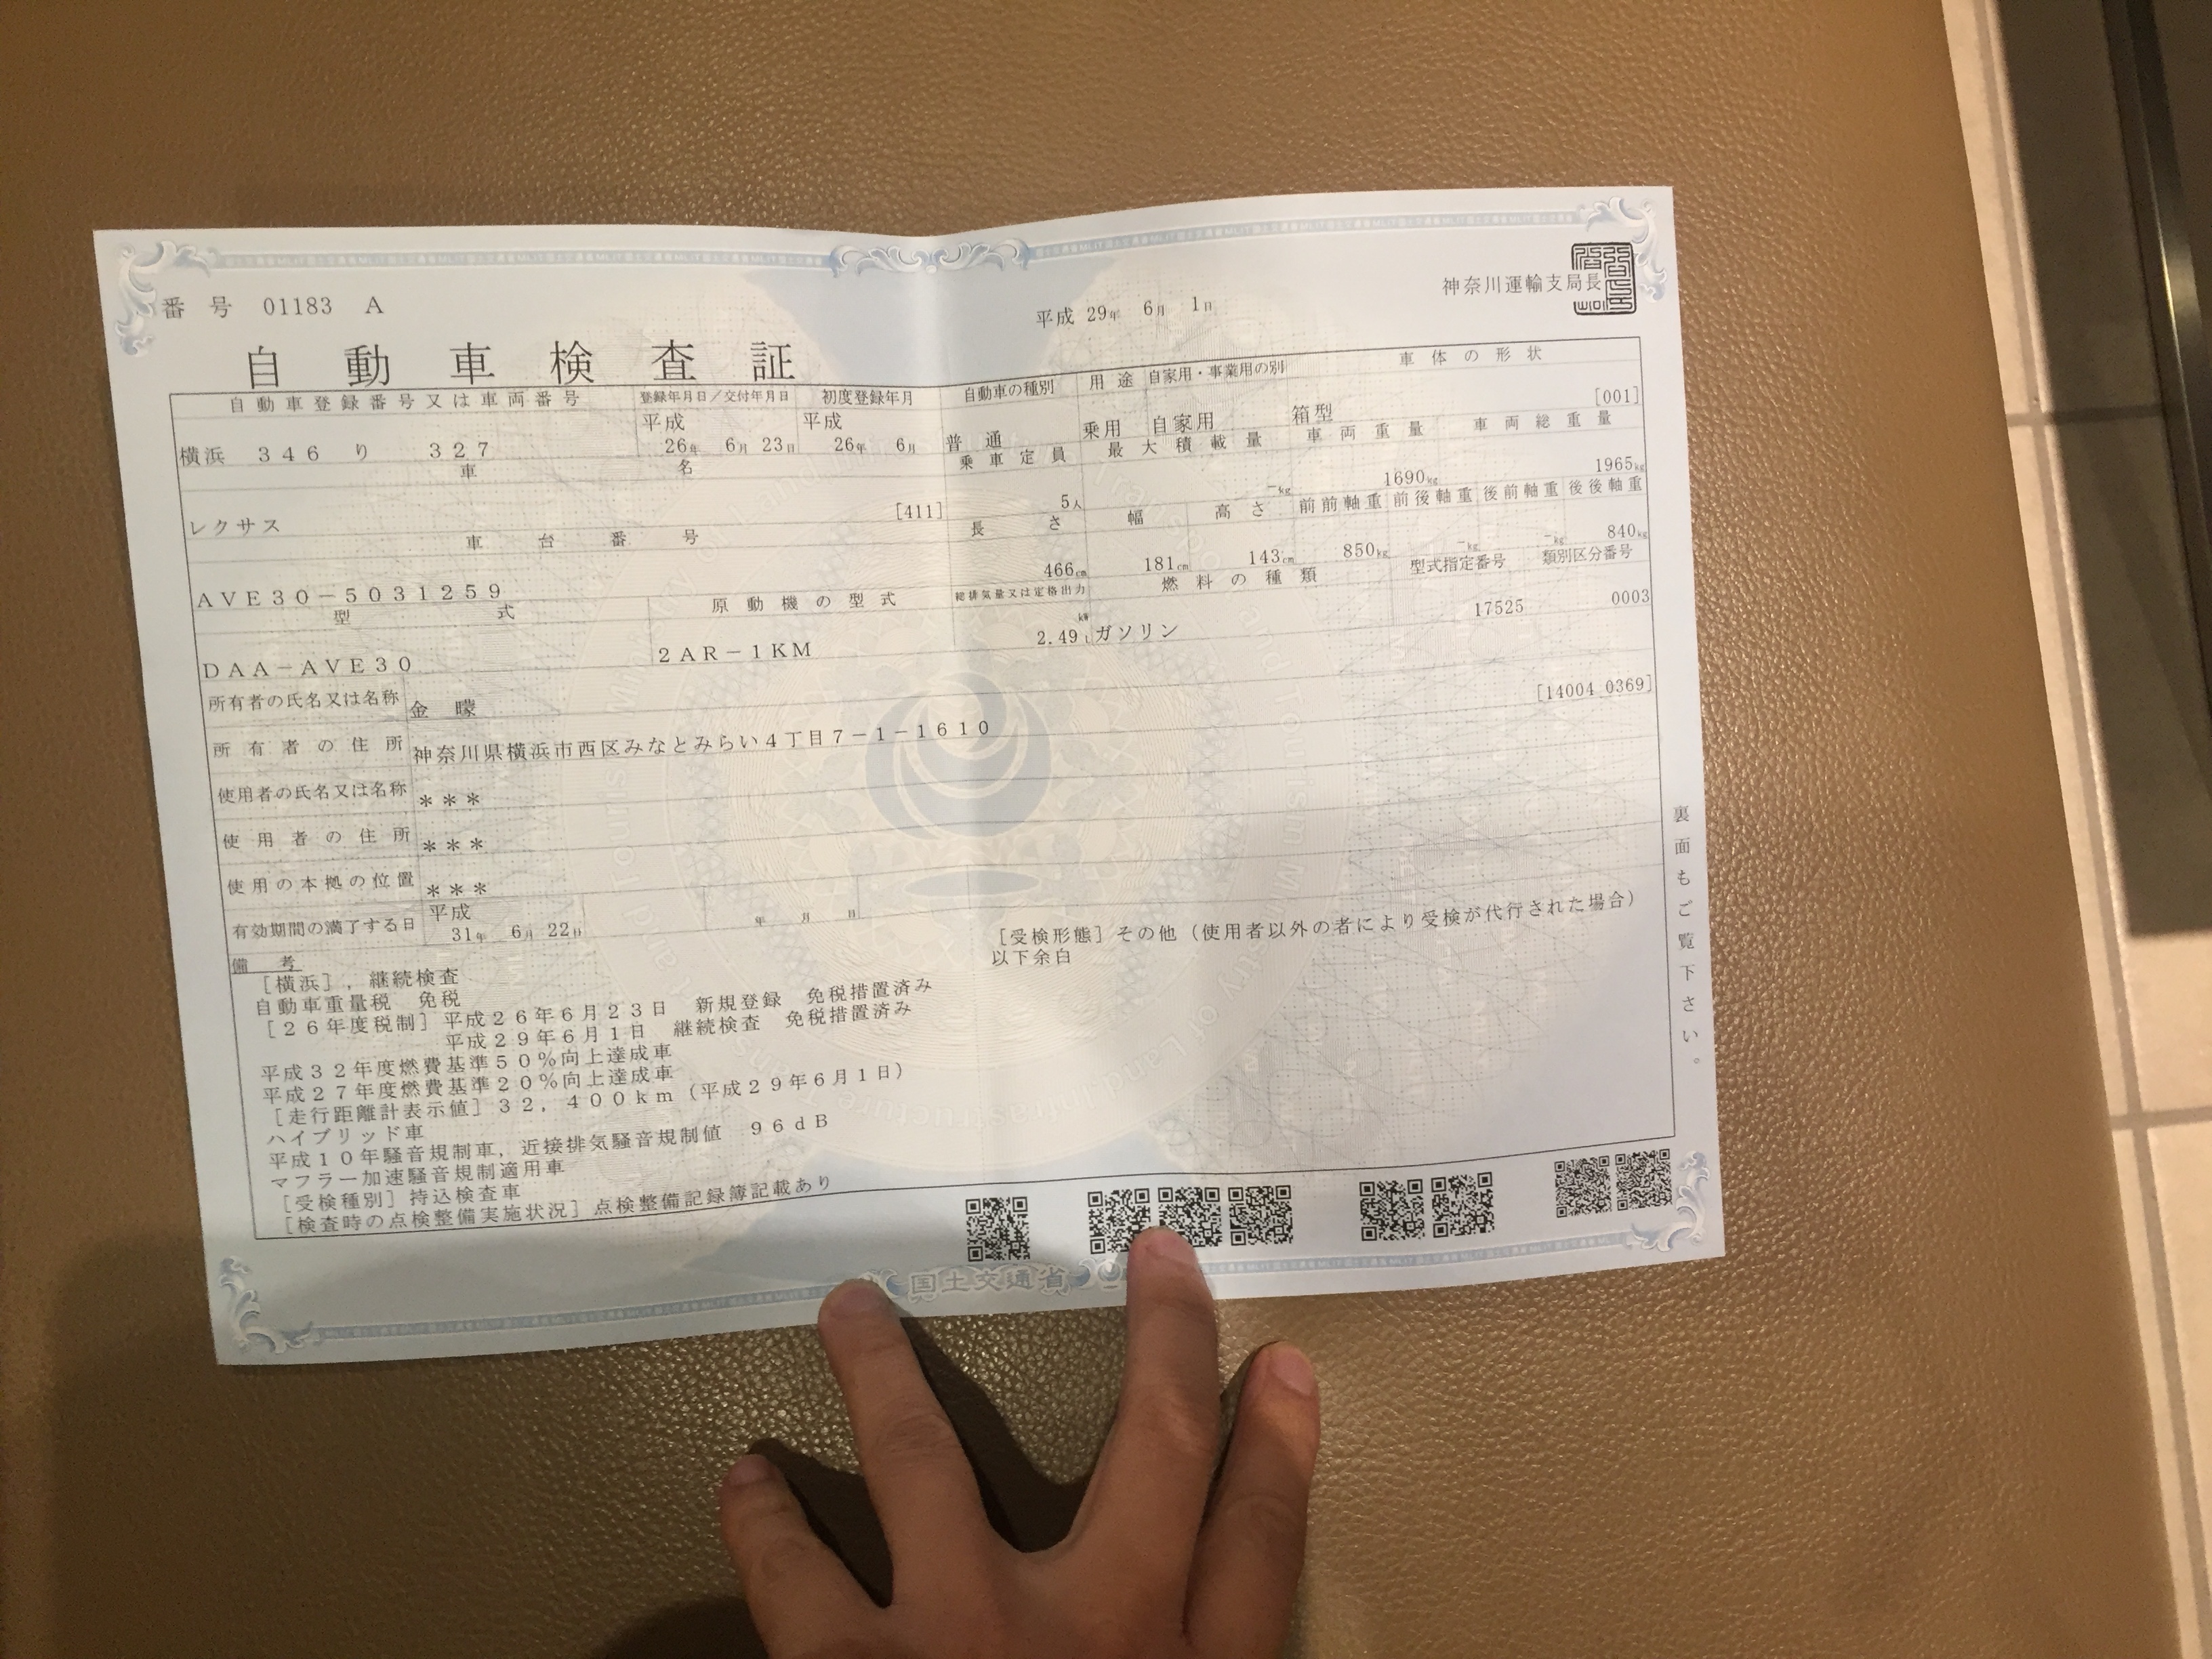 番号 01183 A
平成 29年 6月 1日
神奈川運輸支局長
自動車検査証
自動車登録番号又は車両番号 登録年月日／交付年月日 初度登録年月 自動車の種別 用途 自家用・事業用の別 車体の形状
横浜 346 り 327 平成 26年 6月 23日 平成 26年 6月 普通 乗用 自家用 箱型 [001]
車名 乗車定員 最大積載量 車両重量 車両総重量
レクサス [411] 5人 －kg 1690kg 1965kg
車台番号 長さ 幅 高さ 前前軸重 前後軸重 後前軸重 後後軸重
AVE30－5031259 466cm 181cm 143cm 850kg －kg －kg 840kg
型式 原動機の型式 総排気量又は定格出力 燃料の種類 型式指定番号 類別区分番号
DAA－AVE30 2AR－1KM kW 2.49L ガソリン 17525 0003
所有者の氏名又は名称 金 曚 [14004 0369]
所有者の住所 神奈川県横浜市西区みなとみらい4丁目7－1－1610
使用者の氏名又は名称 ＊＊＊
使用者の住所 ＊＊＊
使用の本拠の位置 ＊＊＊
有効期間の満了する日 平成 31年 6月 22日 年 月 日
備考
[横浜]，継続検査
自動車重量税 免税
[26年度税制] 平成26年6月23日 新規登録 免税措置済み
平成29年6月1日 継続検査 免税措置済み
平成32年度燃費基準50％向上達成車
平成27年度燃費基準20％向上達成車
[走行距離計表示値] 32，400km（平成29年6月1日）
ハイブリッド車
平成10年騒音規制車，近接排気騒音規制値 96dB
マフラー加速騒音規制適用車
[受検種別] 持込検査車
[検査時の点検整備実施状況] 点検整備記録簿記載あり
[受検形態] その他（使用者以外の者により受検が代行された場合）
以下余白
裏面もご覧下さい。
国土交通省